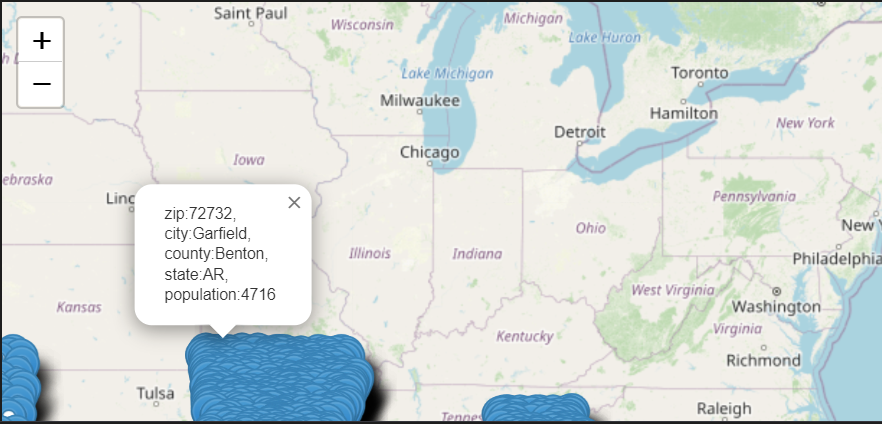 Saint Paul
Wisconsin
Michigan
Lake Huron
Toronto
Lake Michigan
Milwaukee
Hamilton
New York
Detroit
Chicago
Iowa
ebraska
Linc
Pennsylvania
New Y
Ohio
Illinois
Indiana
Philadelphia
West Virginia
Washington
Kansas
Virginia
Kentucky
Richmond
Tulsa
Raleigh
Tennes
+
−
×
zip:72732,
city:Garfield,
county:Benton,
state:AR,
population:4716